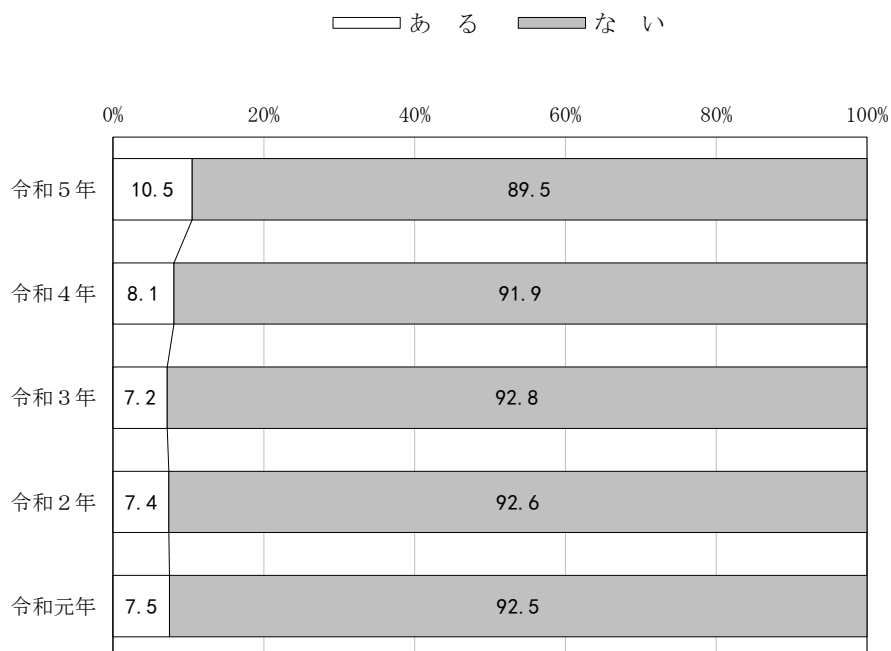 あ　る　ない
0% 20% 40% 60% 80% 100%
令和５年 10.5 89.5
令和４年 8.1 91.9
令和３年 7.2 92.8
令和２年 7.4 92.6
令和元年 7.5 92.5